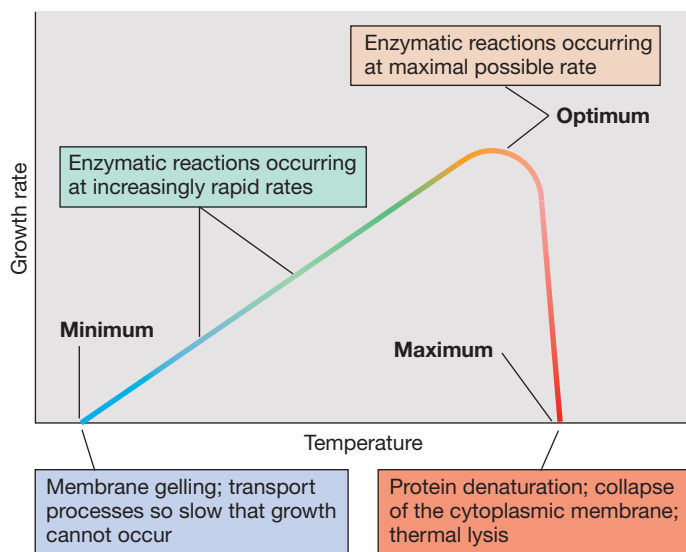 Enzymatic reactions occurring
at maximal possible rate
Optimum
Enzymatic reactions occurring
at increasingly rapid rates
Growth rate
Minimum
Maximum
Temperature
Membrane gelling; transport
processes so slow that growth
cannot occur
Protein denaturation; collapse
of the cytoplasmic membrane;
thermal lysis